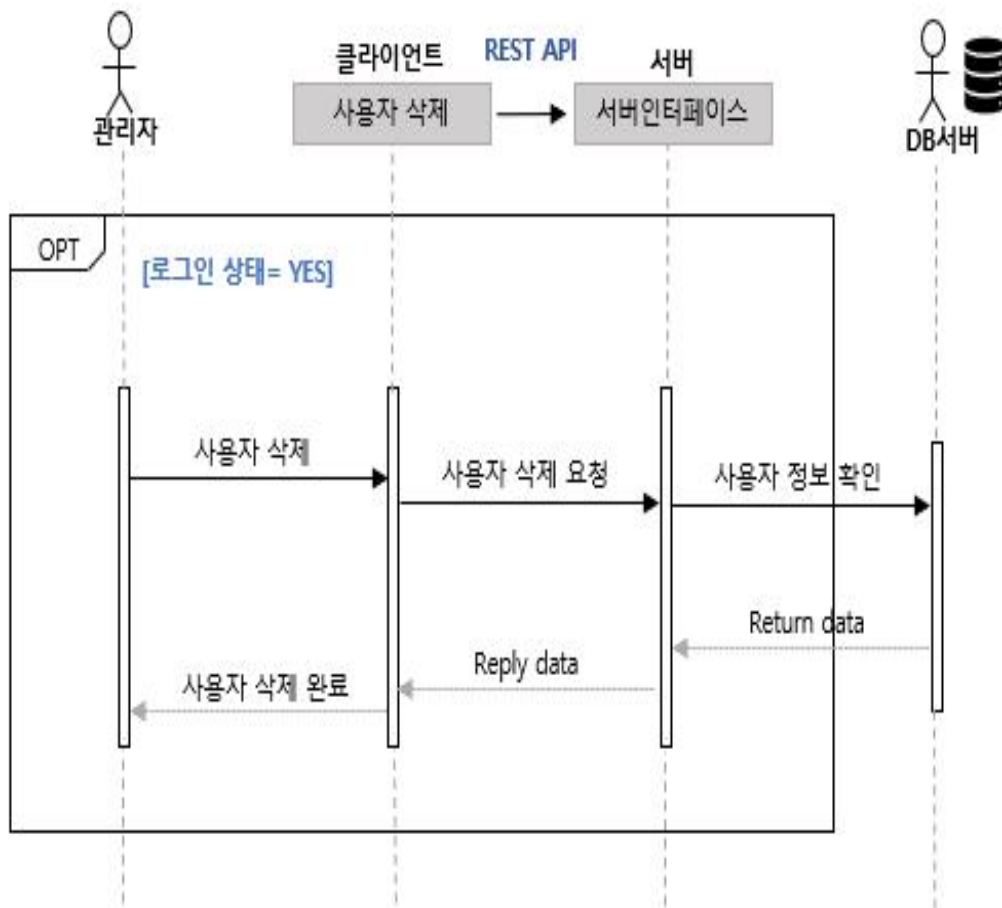 클라이언트
REST API
서버
사용자 삭제
서버인터페이스
관리자
DB서버
OPT
[로그인 상태= YES]
사용자 삭제
사용자 삭제 요청
사용자 정보 확인
Return data
Reply data
사용자 삭제 완료